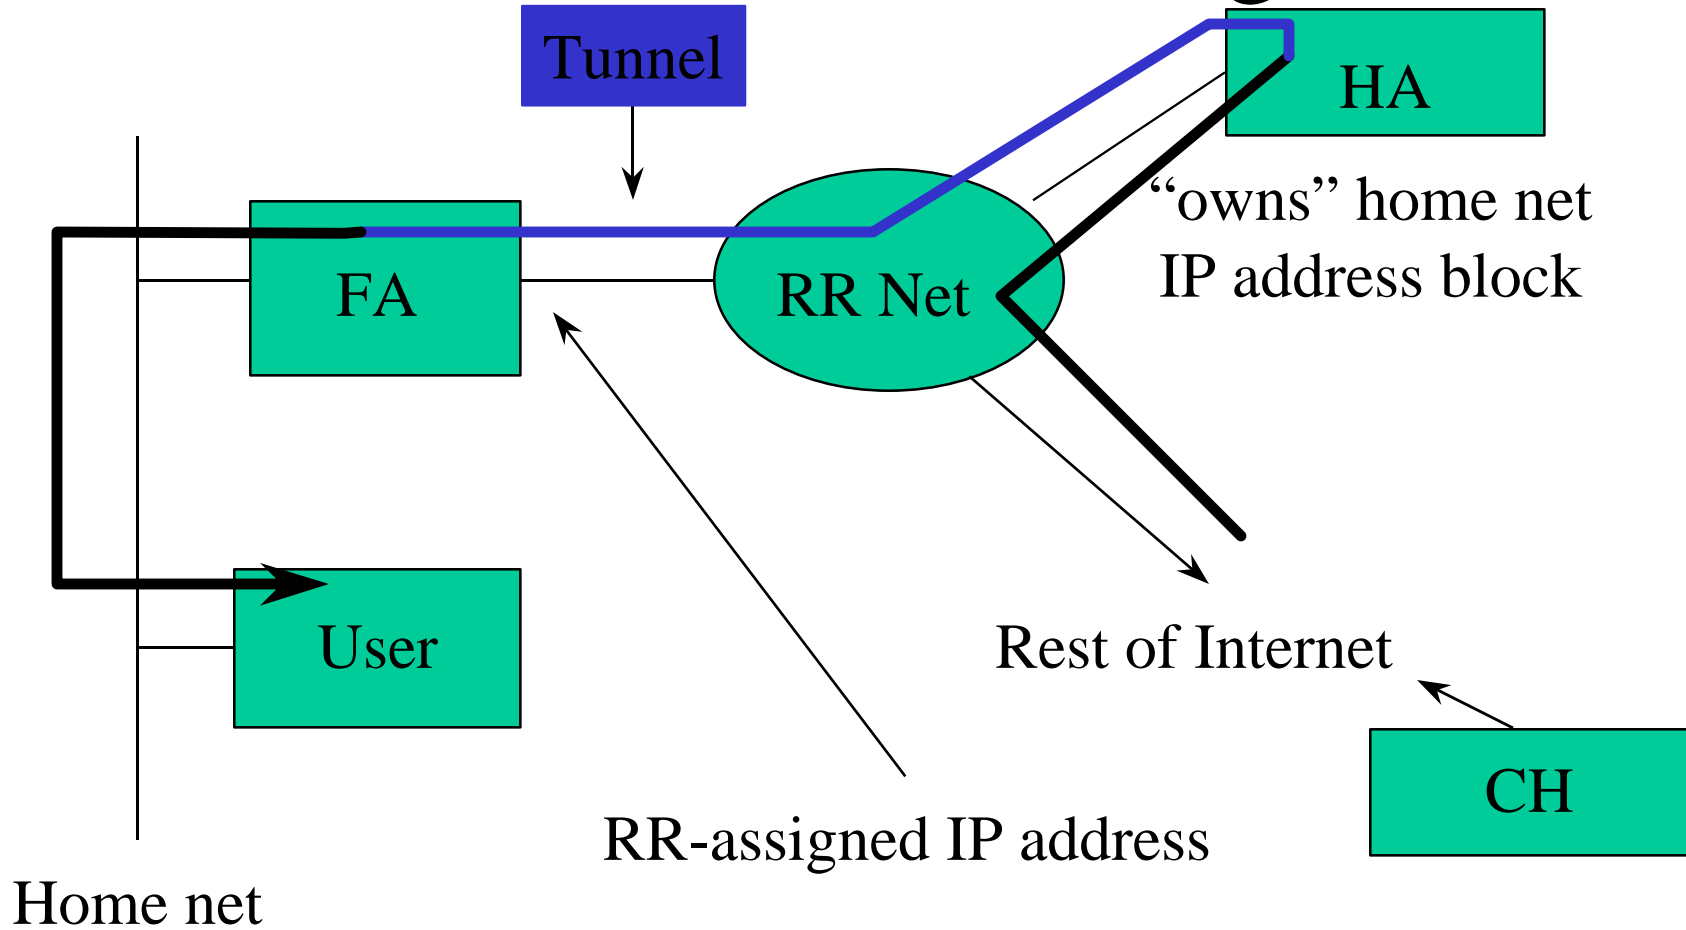 Tunnel
HA
“owns” home net
IP address block
FA
RR Net
User
Rest of Internet
CH
RR-assigned IP address
Home net